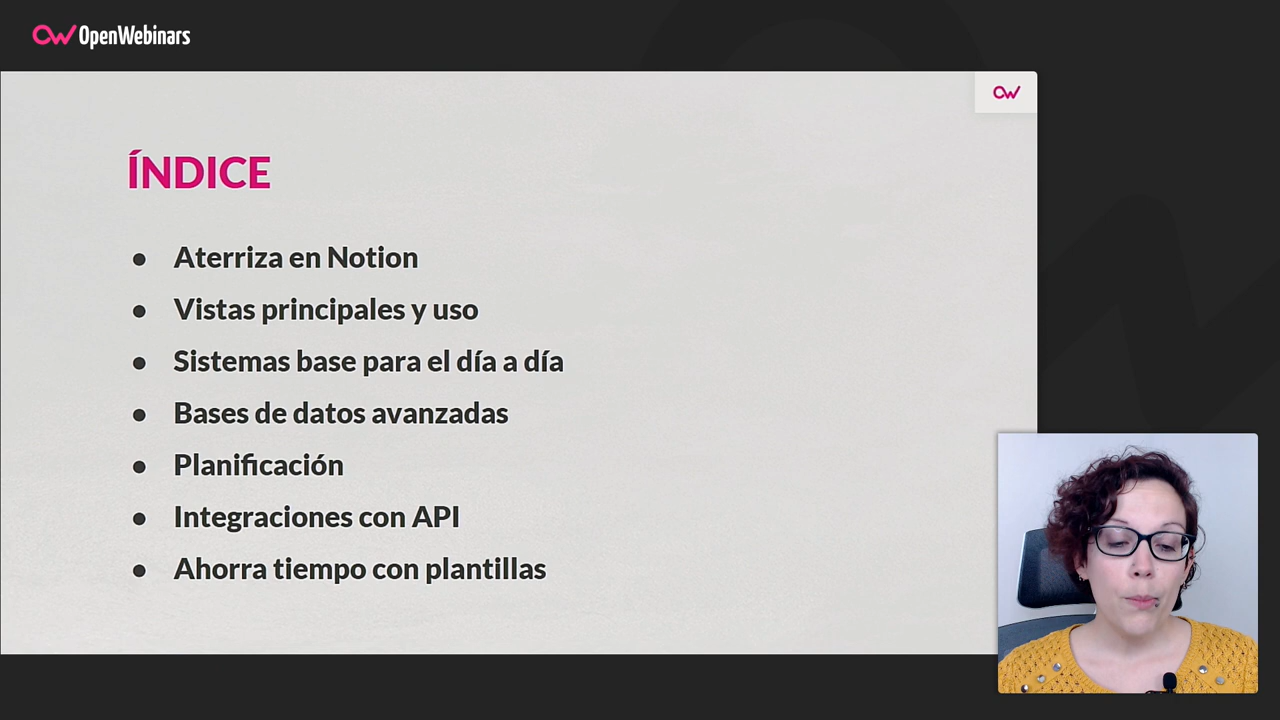 OpenWebinars
ÍNDICE
● Aterriza en Notion
● Vistas principales y uso
● Sistemas base para el día a día
● Bases de datos avanzadas
● Planificación
● Integraciones con API
● Ahorra tiempo con plantillas